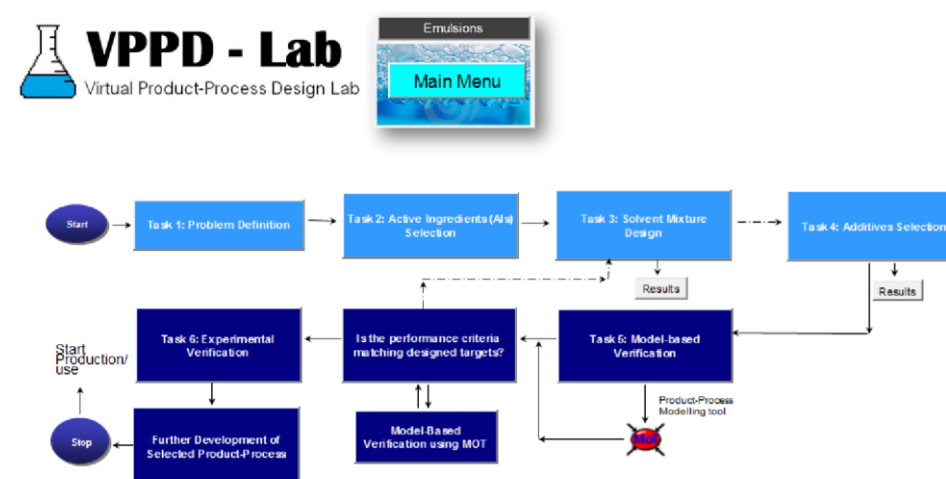 VPPD - Lab
Virtual Product-Process Design Lab
Emulsions
Main Menu
Start
Task 1: Problem Definition
Task 2: Active Ingredients (AIs)
Selection
Task 3: Solvent Mixture
Design
Task 4: Additives Selection
Results
Results
Start
Production/
use
Task 6: Experimental
Verification
Is the performance criteria
matching designed targets?
Task 5: Model-based
Verification
Product-Process
Modelling tool
Stop
Further Development of
Selected Product-Process
Model-Based
Verification using MOT
MoT